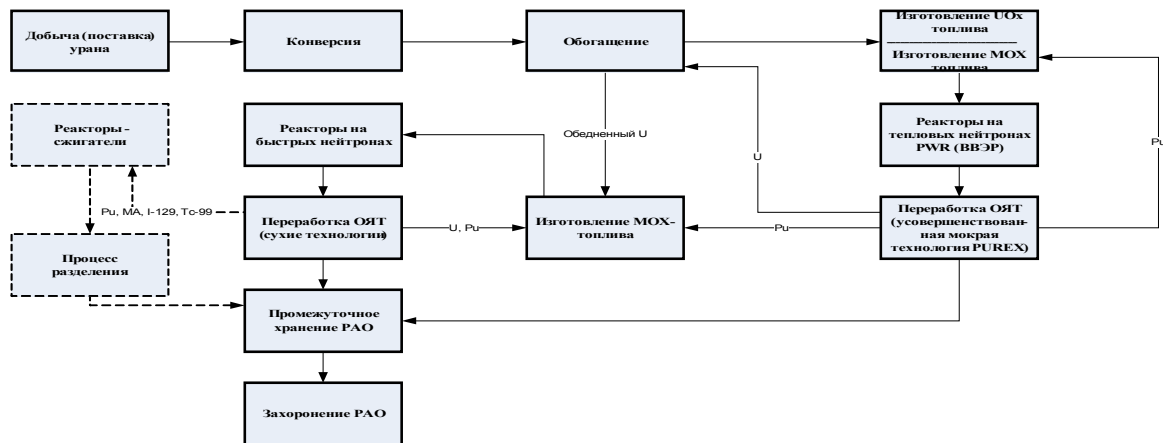 Добыча (поставка)
урана
Конверсия
Обогащение
Изготовление UOx
топлива
Изготовление MOX
топлива
Реакторы -
сжигатели
Реакторы на
быстрых нейтронах
Обедненный U
Реакторы на
тепловых нейтронах
PWR (ВВЭР)
Pu
U
Pu, MA, I-129, Tc-99
Переработка ОЯТ
(сухие технологии)
U, Pu
Изготовление MOX-
топлива
Pu
Переработка ОЯТ
(усовершенствован-
ная мокрая
технология PUREX)
Процесс
разделения
Промежуточное
хранение РАО
Захоронение РАО